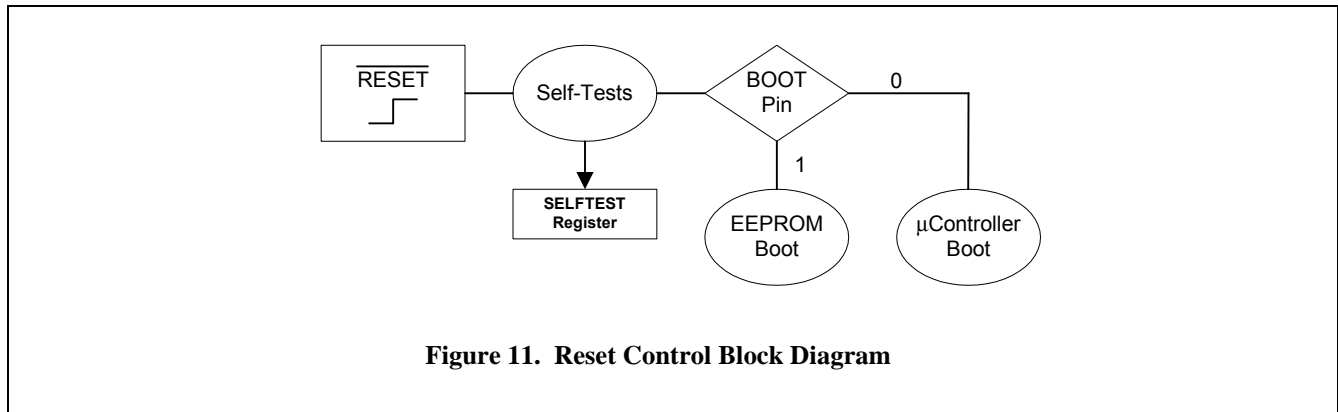 RESET
Self-Tests
BOOT
Pin
0
1
SELFTEST
Register
EEPROM
Boot
μController
Boot
Figure 11. Reset Control Block Diagram